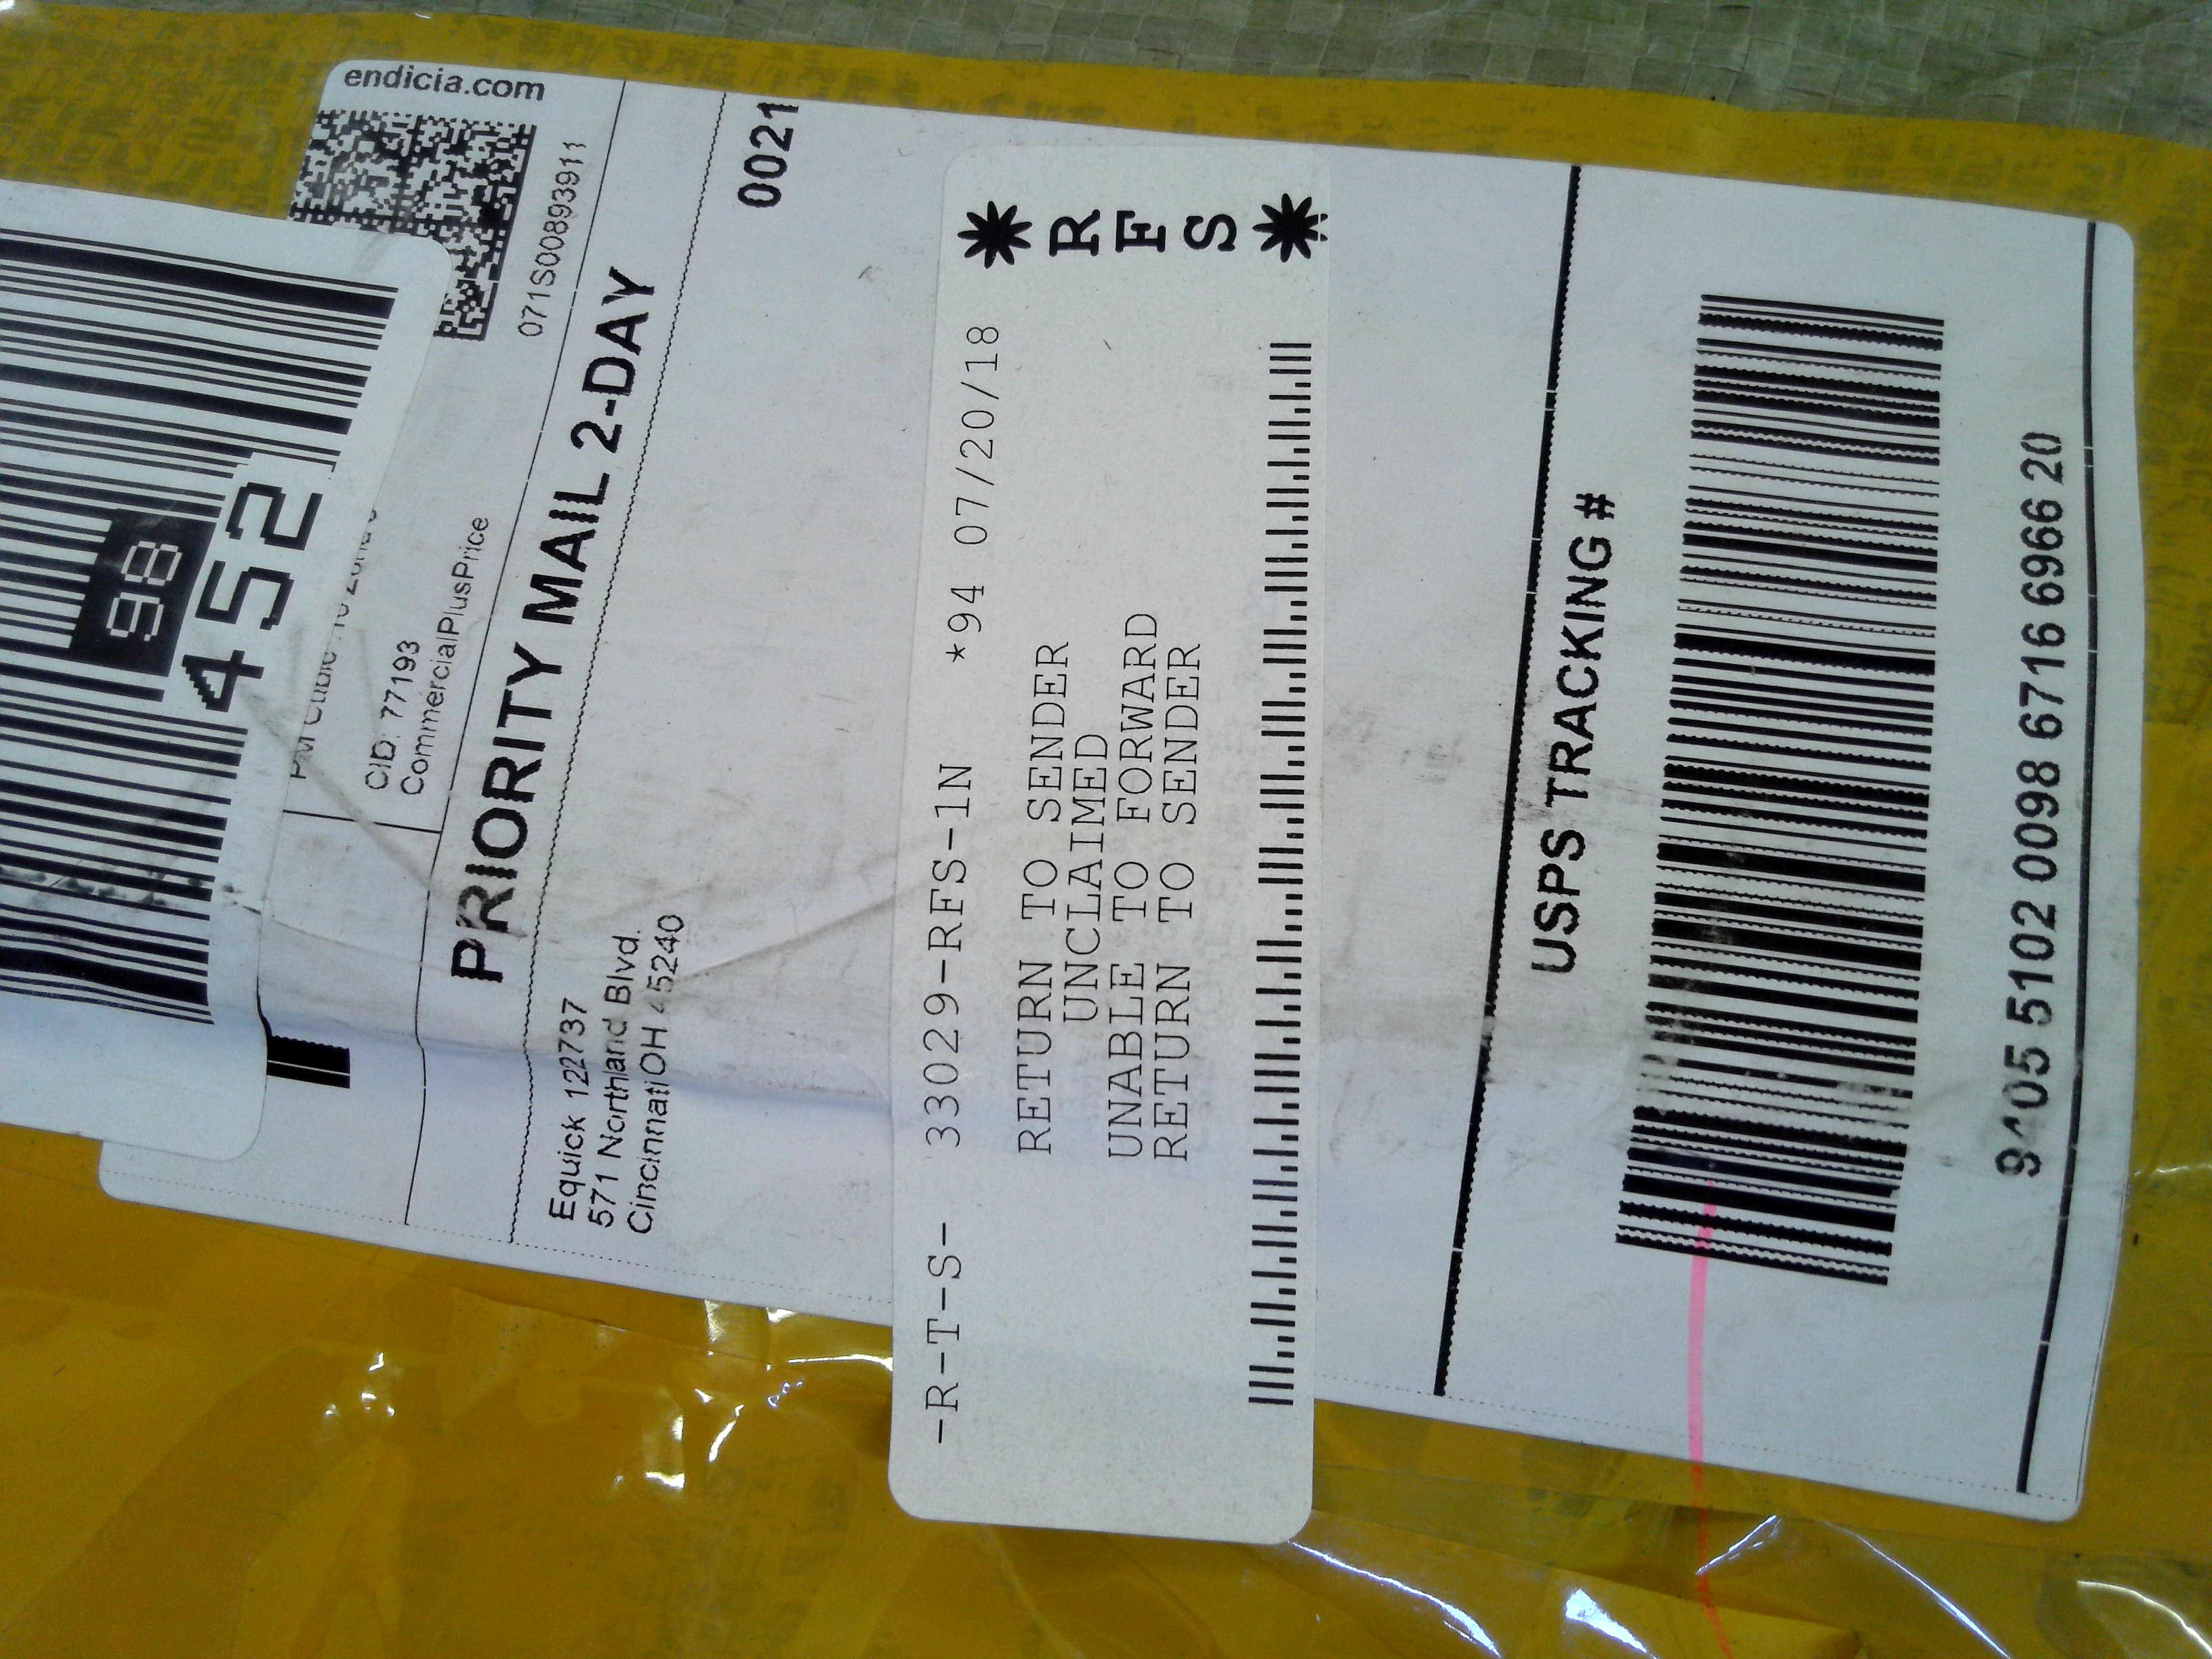 98
452
endicia.com
071S00893911
CID: 77193
CommercialPlusPrice
PRIORITY MAIL 2-DAY
Equick 122737
571 Northland Blvd.
Cincinnati OH 45240
0021
-R-T-S- 33029-RFS-1N *94 07/20/18
RETURN TO SENDER
UNCLAIMED
UNABLE TO FORWARD
RETURN TO SENDER
*RFS*
USPS TRACKING #
9405 5102 0098 6716 6966 20